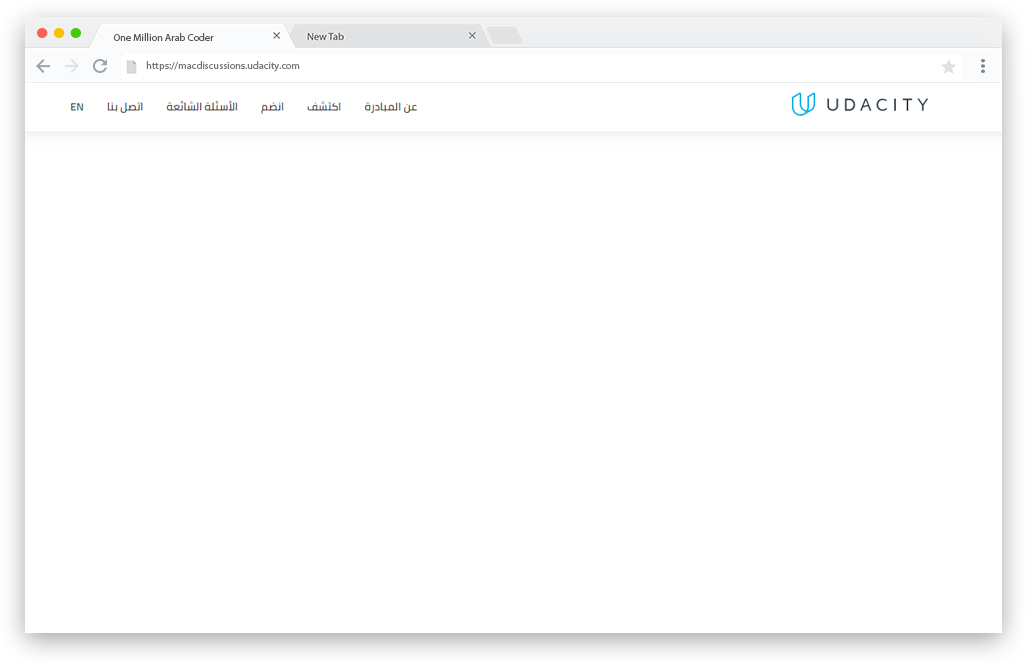 One Million Arab Coder
New Tab
https://macdiscussions.udacity.com
UDACITY
عن المبادرة اكتشف انضم الأسئلة الشائعة اتصل بنا EN